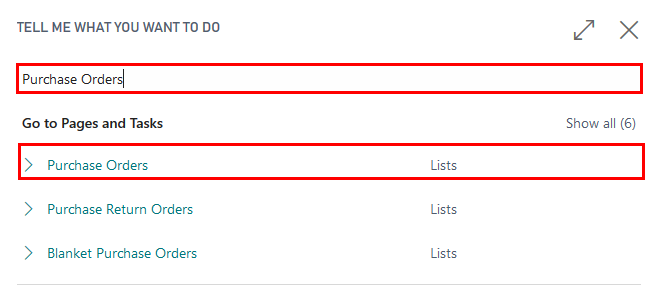 TELL ME WHAT YOU WANT TO DO
Purchase Orders
Go to Pages and Tasks Show all (6)
Purchase Orders Lists
Purchase Return Orders Lists
Blanket Purchase Orders Lists